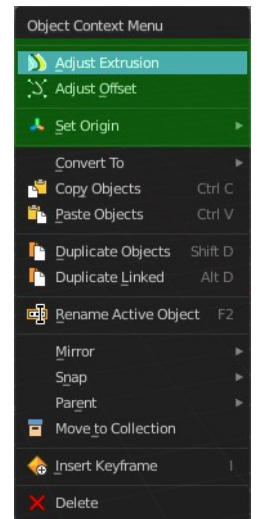 Object Context Menu
Adjust Extrusion
Adjust Offset
Set Origin
Convert To
Copy Objects Ctrl C
Paste Objects Ctrl V
Duplicate Objects Shift D
Duplicate Linked Alt D
Rename Active Object F2
Mirror
Snap
Parent
Move to Collection
Insert Keyframe I
Delete